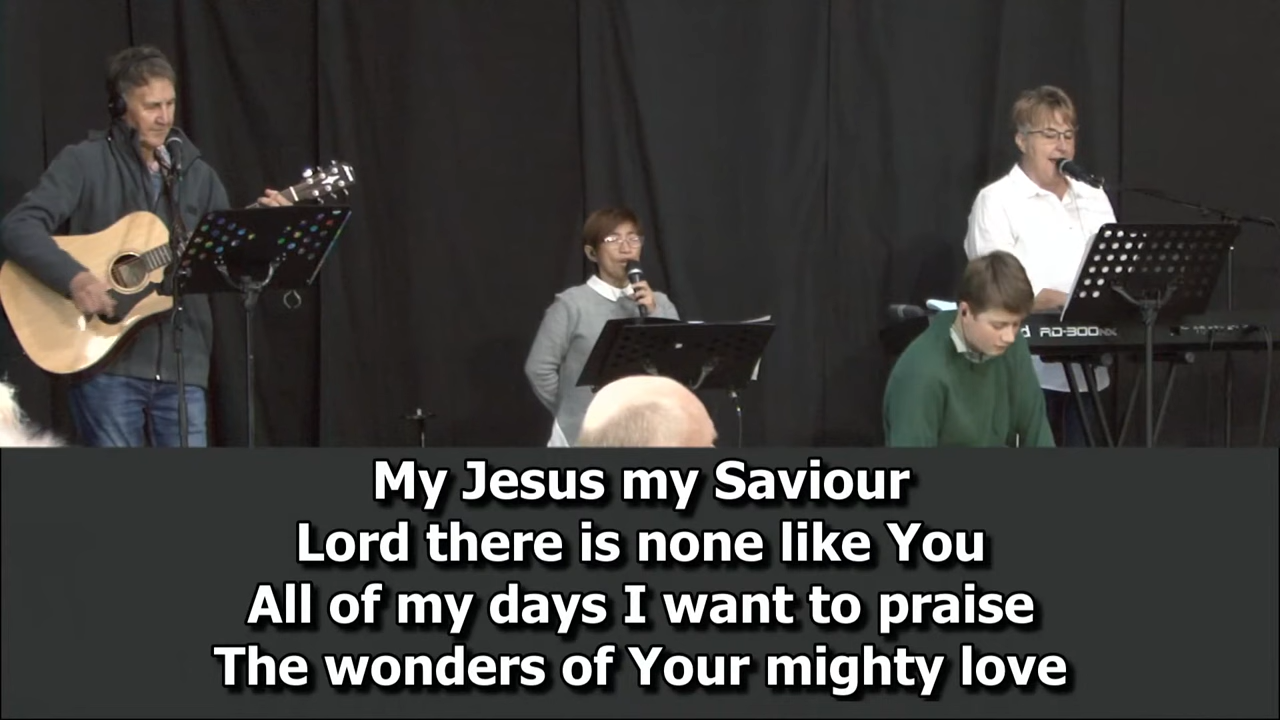 RD-300NX
My Jesus my Saviour
Lord there is none like You
All of my days I want to praise
The wonders of Your mighty love